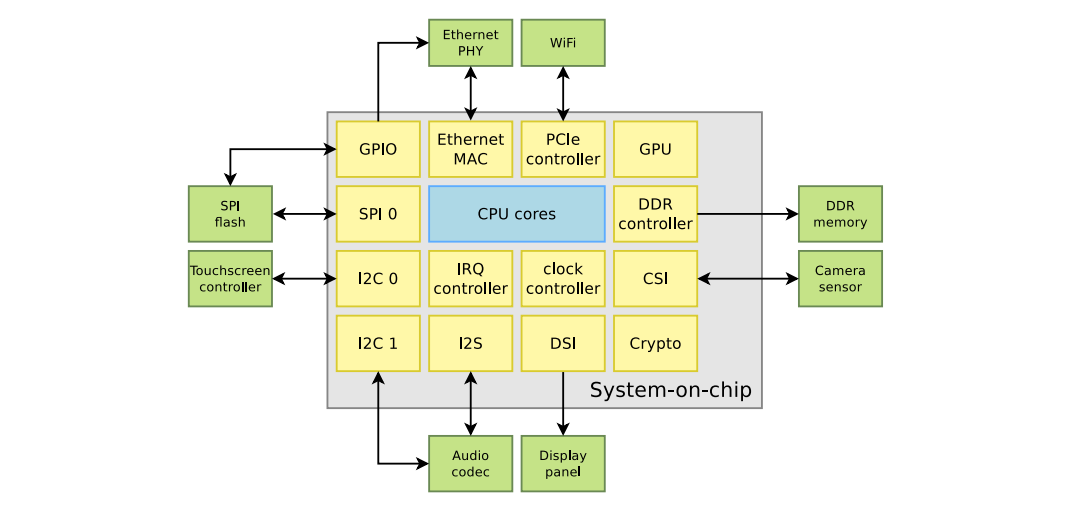 Ethernet
PHY
WiFi
GPIO
Ethernet
MAC
PCIe
controller
GPU
SPI
flash
SPI 0
CPU cores
DDR
controller
DDR
memory
Touchscreen
controller
I2C 0
IRQ
controller
clock
controller
CSI
Camera
sensor
I2C 1
I2S
DSI
Crypto
System-on-chip
Audio
codec
Display
panel